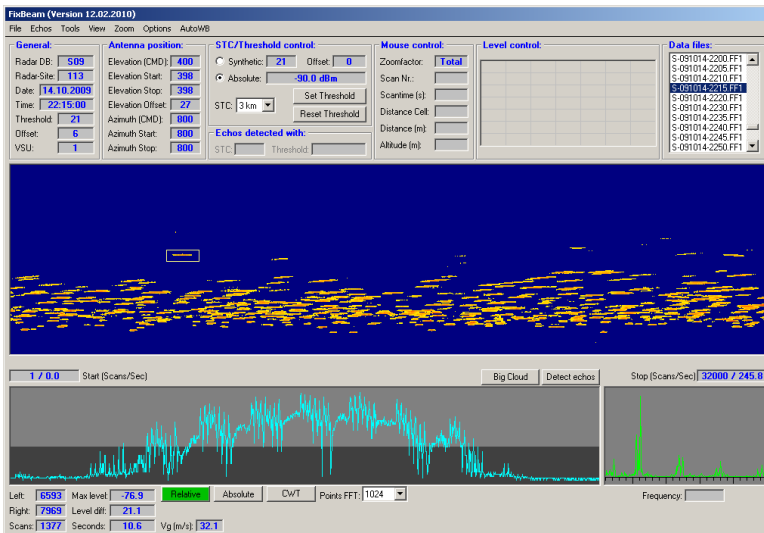 FixBeam (Version 12.02.2010)
File Echos Tools View Zoom Options AutoWB
General: Antenna position: STC/Threshold control: Mouse control: Level control: Data files:
Radar DB: S09 Elevation (CMD): 400 Synthetic: 21 Offset: 0 Zoomfactor: Total S-091014-2200.FF1
Radar-Site: 113 Elevation Start: 398 Absolute: -90.0 dBm Scan Nr.: S-091014-2205.FF1
S-091014-2210.FF1
Date: 14.10.2009 Elevation Stop: 398 Set Threshold Scantime (s): S-091014-2215.FF1
Time: 22:15:00 Elevation Offset: 27 STC: 3 km Reset Threshold Distance Cell: S-091014-2220.FF1
S-091014-2230.FF1
Threshold: 21 Azimuth (CMD): 800 Distance (m): S-091014-2235.FF1
Offset: 6 Azimuth Start: 800 Echos detected with: Altitude (m): S-091014-2240.FF1
S-091014-2245.FF1
VSU: 1 Azimuth Stop: 800 STC: Threshold: S-091014-2250.FF1
1 / 0.0 Start (Scans/Sec) Big Cloud Detect echos Stop (Scans/Sec) 32000 / 245.8
Left: 6593 Max level: -76.9 Relative Absolute CWT Points FFT: 1024 Frequency:
Right: 7969 Level diff: 21.1
Scans: 1377 Seconds: 10.6 Vg (m/s): 32.1